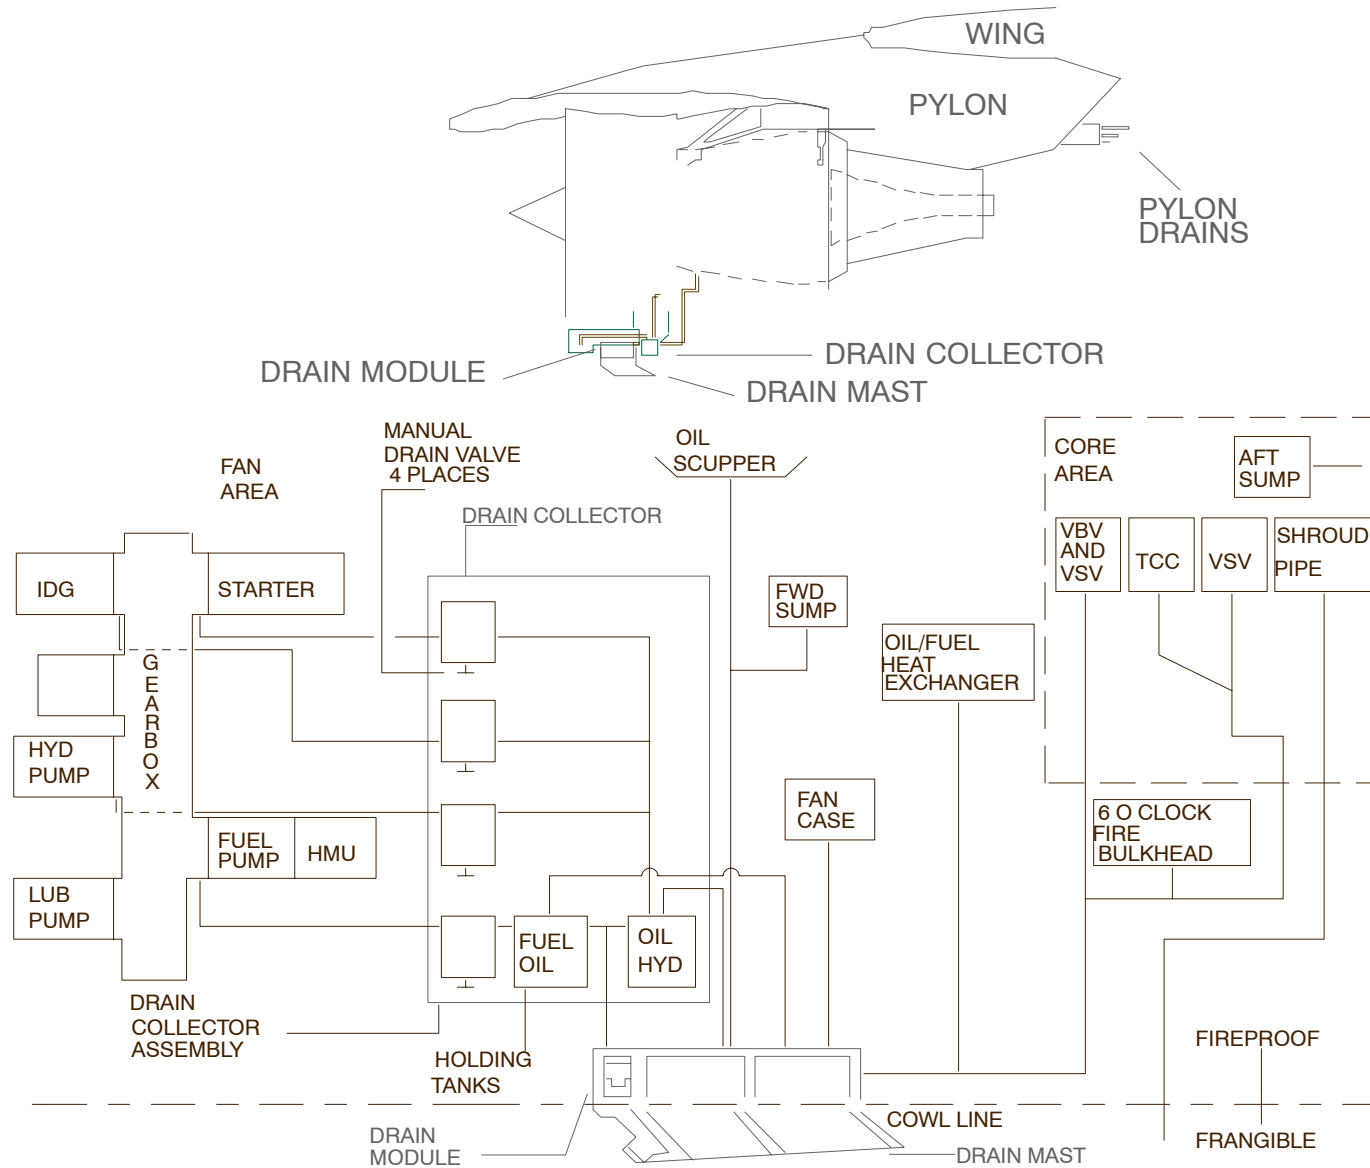 WING
PYLON
PYLON
DRAINS
DRAIN MODULE
DRAIN COLLECTOR
DRAIN MAST
MANUAL
DRAIN VALVE
4 PLACES
OIL
SCUPPER
CORE
AREA
AFT
SUMP
FAN
AREA
DRAIN COLLECTOR
VBV
AND
VSV
TCC
VSV
SHROUD
PIPE
IDG
STARTER
FWD
SUMP
OIL/FUEL
HEAT
EXCHANGER
GEARBOX
HYD
PUMP
FAN
CASE
6 O CLOCK
FIRE
BULKHEAD
FUEL
PUMP
HMU
LUB
PUMP
FUEL
OIL
OIL
HYD
DRAIN
COLLECTOR
ASSEMBLY
HOLDING
TANKS
FIREPROOF
COWL LINE
DRAIN
MODULE
DRAIN MAST
FRANGIBLE